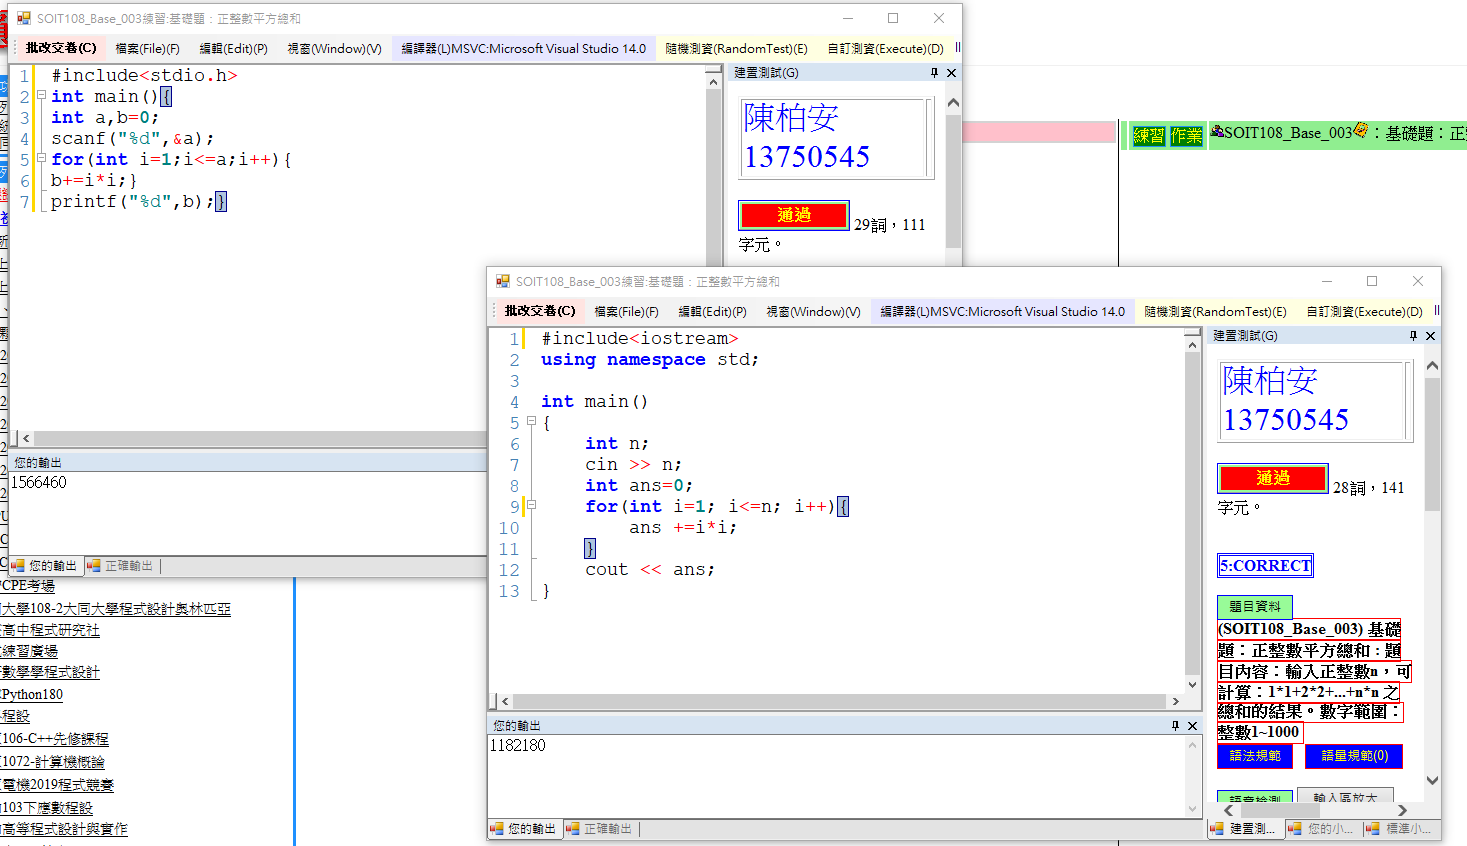 SOIT108_Base_003練習:基礎題：正整數平方總和
批改交卷(C) 檔案(File)(F) 編輯(Edit)(P) 視窗(Window)(V) 編譯器(L)MSVC:Microsoft Visual Studio 14.0 隨機測資(RandomTest)(E) 自訂測資(Execute)(D)
1 #include<stdio.h>
2 int main(){
3 int a,b=0;
4 scanf("%d",&a);
5 for(int i=1;i<=a;i++){
6 b+=i*i;}
7 printf("%d",b);}
建置測試(G)
陳柏安
13750545
通過 29詞，111
字元。
您的輸出
1566460
您的輸出 正確輸出
練習 作業 SOIT108_Base_003：基礎題：正
SOIT108_Base_003練習:基礎題：正整數平方總和
批改交卷(C) 檔案(File)(F) 編輯(Edit)(P) 視窗(Window)(V) 編譯器(L)MSVC:Microsoft Visual Studio 14.0 隨機測資(RandomTest)(E) 自訂測資(Execute)(D)
1 #include<iostream>
2 using namespace std;
3
4 int main()
5 {
6 int n;
7 cin >> n;
8 int ans=0;
9 for(int i=1; i<=n; i++){
10 ans +=i*i;
11 }
12 cout << ans;
13 }
建置測試(G)
陳柏安
13750545
通過 28詞，141
字元。
5:CORRECT
題目資料
(SOIT108_Base_003) 基礎
題：正整數平方總和：題
目內容：輸入正整數n，可
計算：1*1+2*2+...+n*n 之
總和的結果。數字範圍：
整數1~1000
語法規範 語量規範(0)
語意檢測 輸入區放大
建置測... 您的小... 標準小...
您的輸出
1182180
您的輸出 正確輸出
CPE考場
大學108-2大同大學程式設計奧林匹亞
高中程式研究社
練習廣場
數學學程式設計
Python180
程設
106-C++先修課程
1072-計算機概論
電機2019程式競賽
103下應數程設
高等程式設計與實作